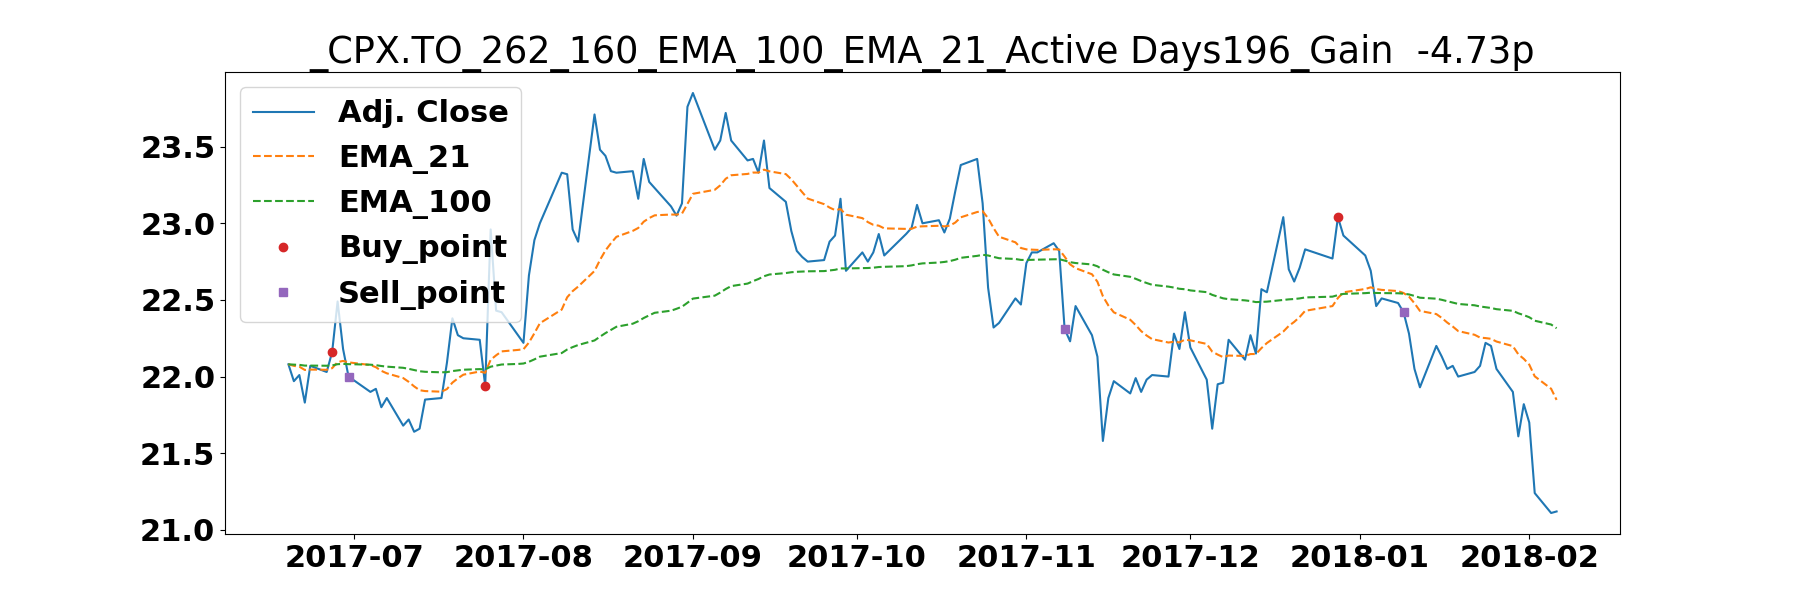 _CPX.TO_262_160_EMA_100_EMA_21_Active Days196_Gain  -4.73p
Adj. Close
EMA_21
EMA_100
Buy_point
Sell_point
23.5
23.0
22.5
22.0
21.5
21.0
2017-07 2017-08 2017-09 2017-10 2017-11 2017-12 2018-01 2018-02